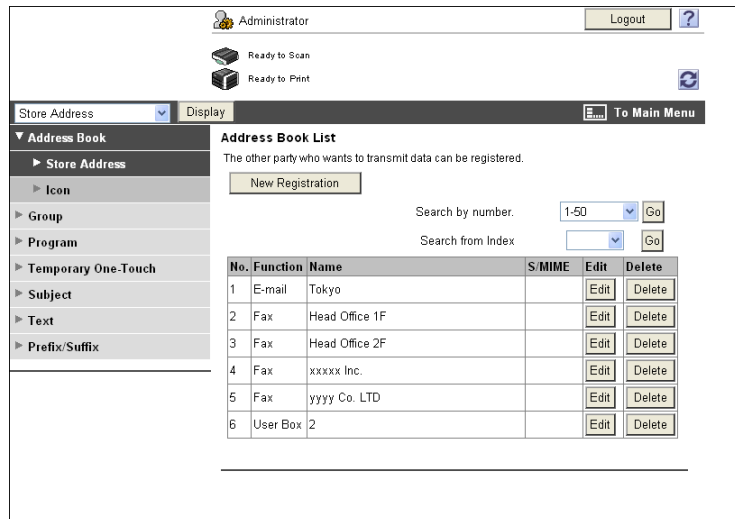 Administrator Logout ?
Ready to Scan
Ready to Print
Store Address Display To Main Menu
Address Book
Store Address
Icon
Group
Program
Temporary One-Touch
Subject
Text
Prefix/Suffix
Address Book List
The other party who wants to transmit data can be registered.
New Registration
Search by number. 1-50 Go
Search from Index Go
No. Function Name S/MIME Edit Delete
1 E-mail Tokyo Edit Delete
2 Fax Head Office 1F Edit Delete
3 Fax Head Office 2F Edit Delete
4 Fax xxxxx Inc. Edit Delete
5 Fax yyyy Co. LTD Edit Delete
6 User Box 2 Edit Delete